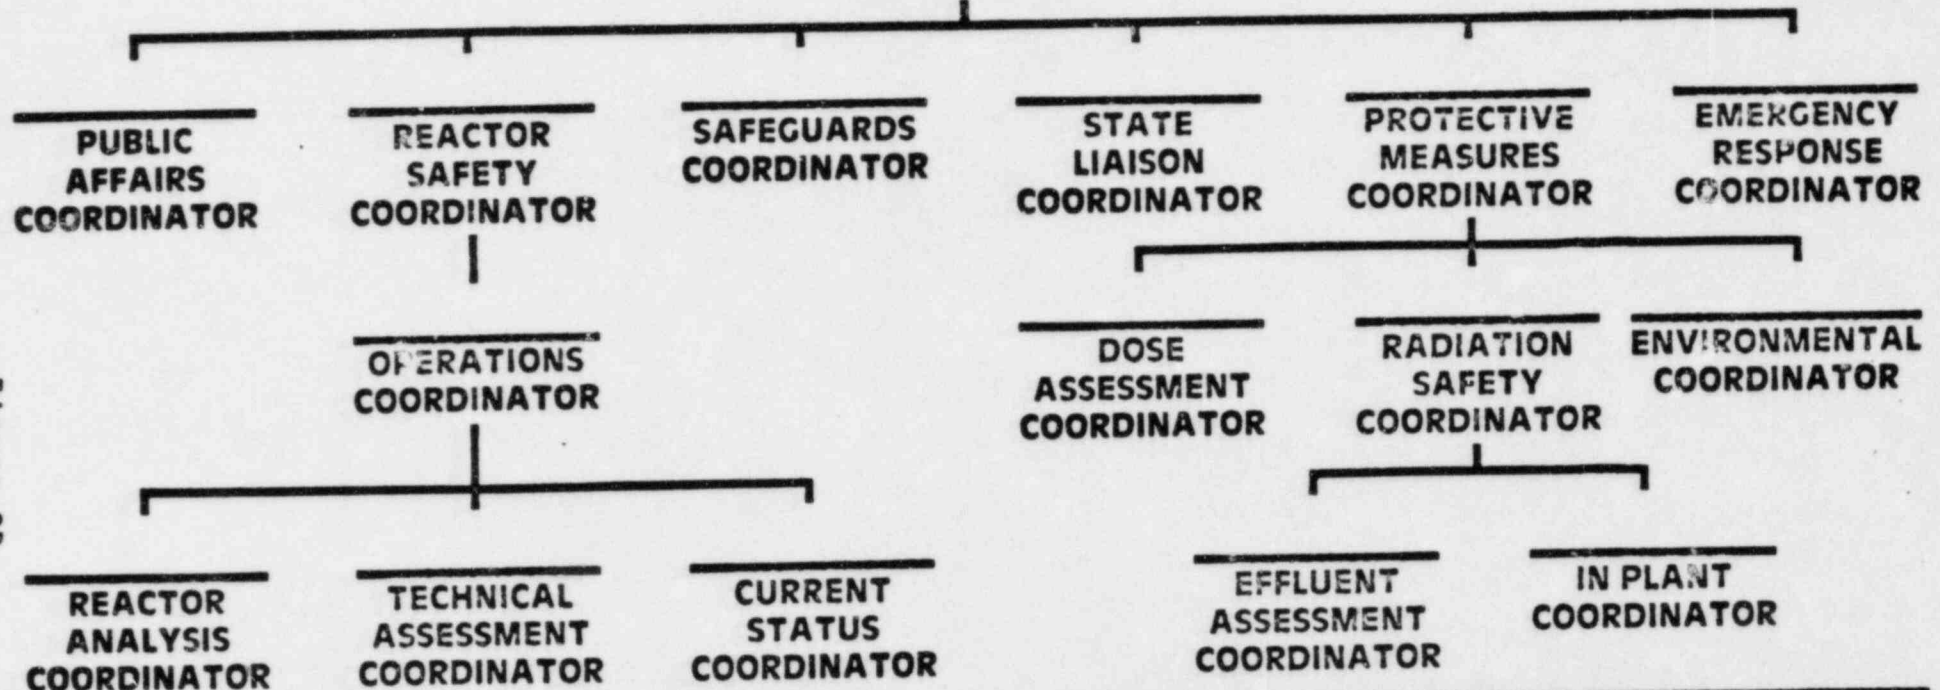 PUBLIC
AFFAIRS
COORDINATOR
REACTOR
SAFETY
COORDINATOR
SAFEGUARDS
COORDINATOR
STATE
LIAISON
COORDINATOR
PROTECTIVE
MEASURES
COORDINATOR
EMERGENCY
RESPONSE
COORDINATOR
OPERATIONS
COORDINATOR
DOSE
ASSESSMENT
COORDINATOR
RADIATION
SAFETY
COORDINATOR
ENVIRONMENTAL
COORDINATOR
REACTOR
ANALYSIS
COORDINATOR
TECHNICAL
ASSESSMENT
COORDINATOR
CURRENT
STATUS
COORDINATOR
EFFLUENT
ASSESSMENT
COORDINATOR
IN PLANT
COORDINATOR